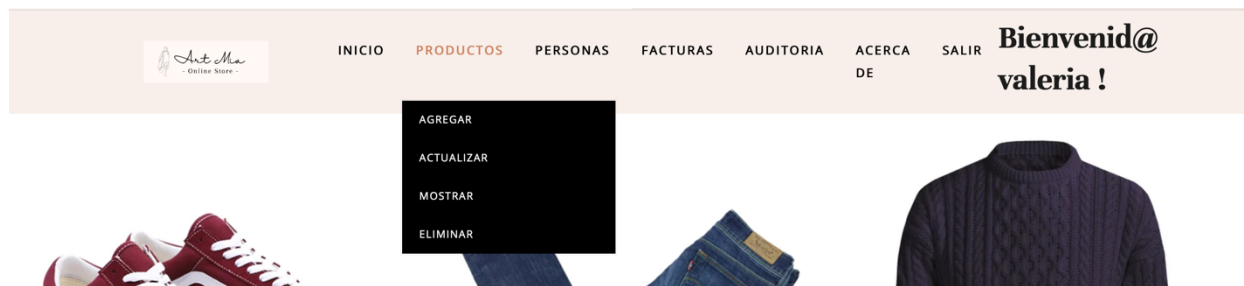 Art Mia
- Online Store -
INICIO
PRODUCTOS
PERSONAS
FACTURAS
AUDITORIA
ACERCA
DE
SALIR
Bienvenid@
valeria !
AGREGAR
ACTUALIZAR
MOSTRAR
ELIMINAR